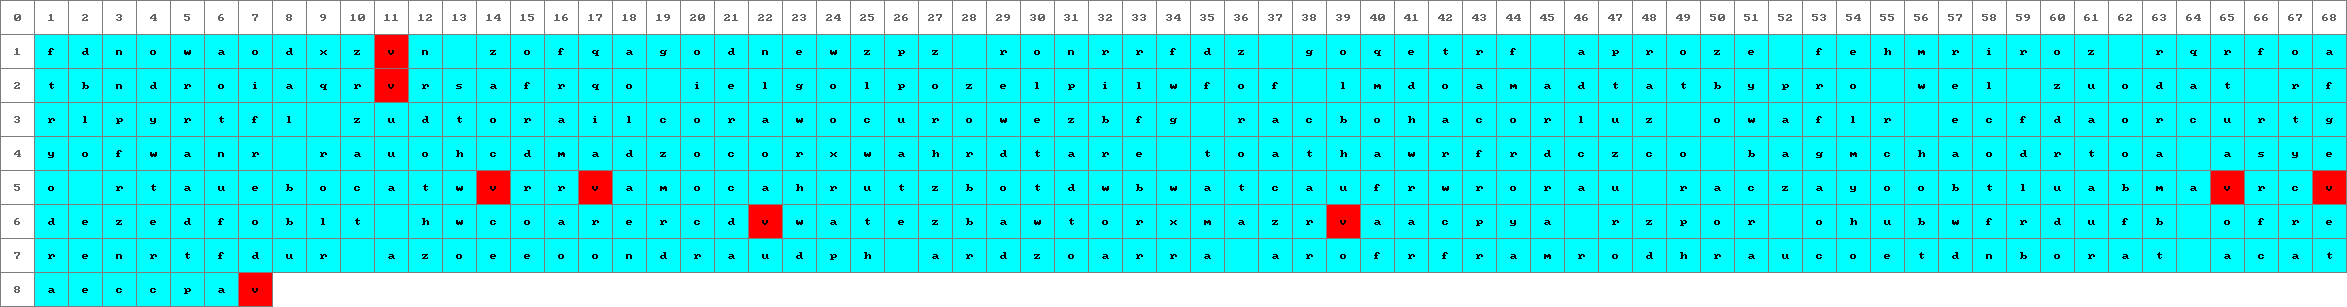 0 1 2 3 4 5 6 7 8 9 10 11 12 13 14 15 16 17 18 19 20 21 22 23 24 25 26 27 28 29 30 31 32 33 34 35 36 37 38 39 40 41 42 43 44 45 46 47 48 49 50 51 52 53 54 55 56 57 58 59 60 61 62 63 64 65 66 67 68
1 f d n o w a o d x z v n z o f q a g o d n e w z p z r o n r r f d z g o q e t r f a p r o z e f e h m r i r o z r q r f o a
2 t b n d r o i a q r v r s a f r q o i e l g o l p o z e l p i l w f o f l m d o a m a d t a t b y p r o w e l z u o d a t r f
3 r l p y r t f l z u d t o r a i l c o r a w o c u r o w e z b f g r a c b o h a c o r l u z o w a f l r e c f d a o r c u r t g
4 y o f w a n r r a u o h c d m a d z o c o r x w a h r d t a r e t o a t h a w r f r d c z c o b a g m c h a o d r t o a a s y e
5 o r t a u e b o c a t w v r r v a m o c a h r u t z b o t d w b w a t c a u f r w r o r a u r a c z a y o o b t l u a b m a v r c v
6 d e z e d f o b l t h w c o a r e r c d v w a t e z b a w t o r x m a z r v a a c p y a r z p o r o h u b w f r d u f b o f r e
7 r e n r t f d u r a z o e e o o n d r a u d p h a r d z o a r r a a r o f r f r a m r o d h r a u c o e t d n b o r a t a c a t
8 a e c c p a v